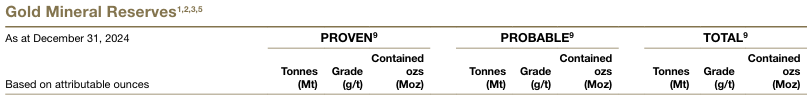 Gold Mineral Reserves1,2,3,5
As at December 31, 2024 PROVEN9 PROBABLE9 TOTAL9
Contained Contained Contained
Tonnes Grade ozs Tonnes Grade ozs Tonnes Grade ozs
Based on attributable ounces (Mt) (g/t) (Moz) (Mt) (g/t) (Moz) (Mt) (g/t) (Moz)